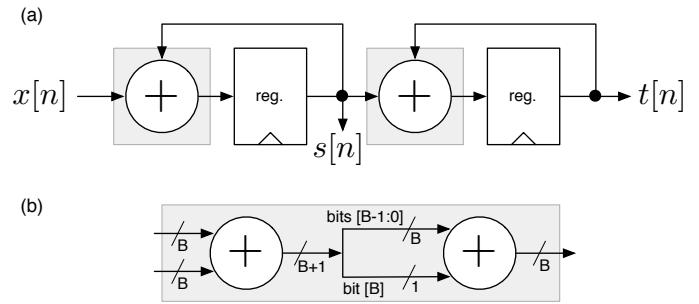 (a)
x[n]
+
reg.
s[n]
+
reg.
t[n]
(b)
B
B
+
B+1
bits [B-1:0]
B
bit [B]
1
+
B